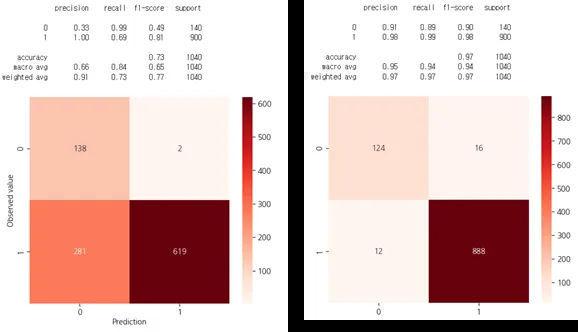 precision recall f1-score support
0 0.33 0.99 0.49 140
1 1.00 0.69 0.81 900
accuracy 0.73 1040
macro avg 0.66 0.84 0.65 1040
weighted avg 0.91 0.73 0.77 1040
600
500
400
300
200
100
138 2
281 619
0
1
Observed value
0 1
Prediction
precision recall f1-score support
0 0.91 0.89 0.90 140
1 0.98 0.99 0.98 900
accuracy 0.97 1040
macro avg 0.95 0.94 0.94 1040
weighted avg 0.97 0.97 0.97 1040
800
700
600
500
400
300
200
100
124 16
12 888
0
1
0 1